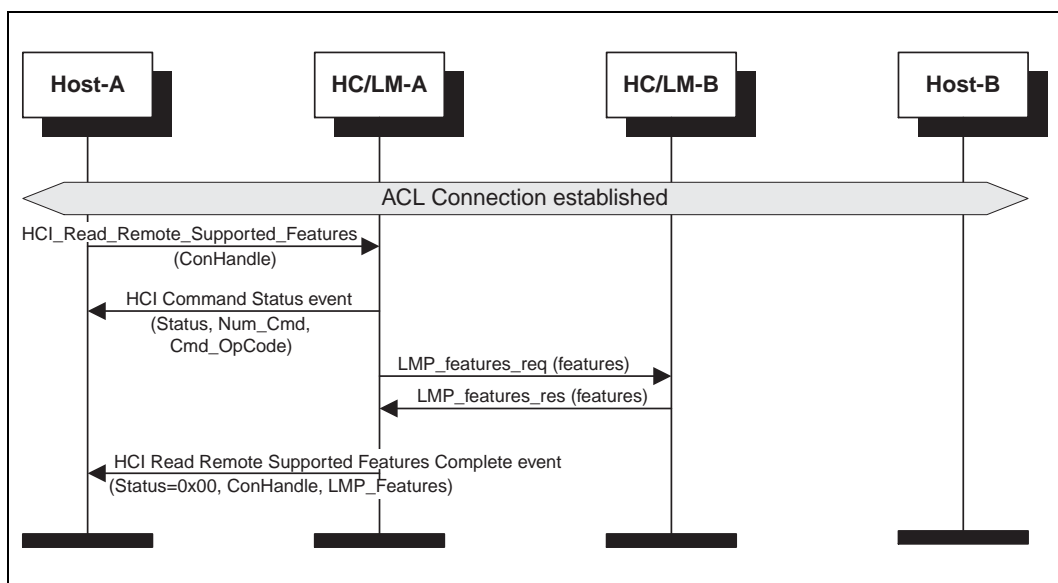 Host-A
HC/LM-A
HC/LM-B
Host-B
ACL Connection established
HCI_Read_Remote_Supported_Features
(ConHandle)
HCI Command Status event
(Status, Num_Cmd,
Cmd_OpCode)
LMP_features_req (features)
LMP_features_res (features)
HCI Read Remote Supported Features Complete event
(Status=0x00, ConHandle, LMP_Features)